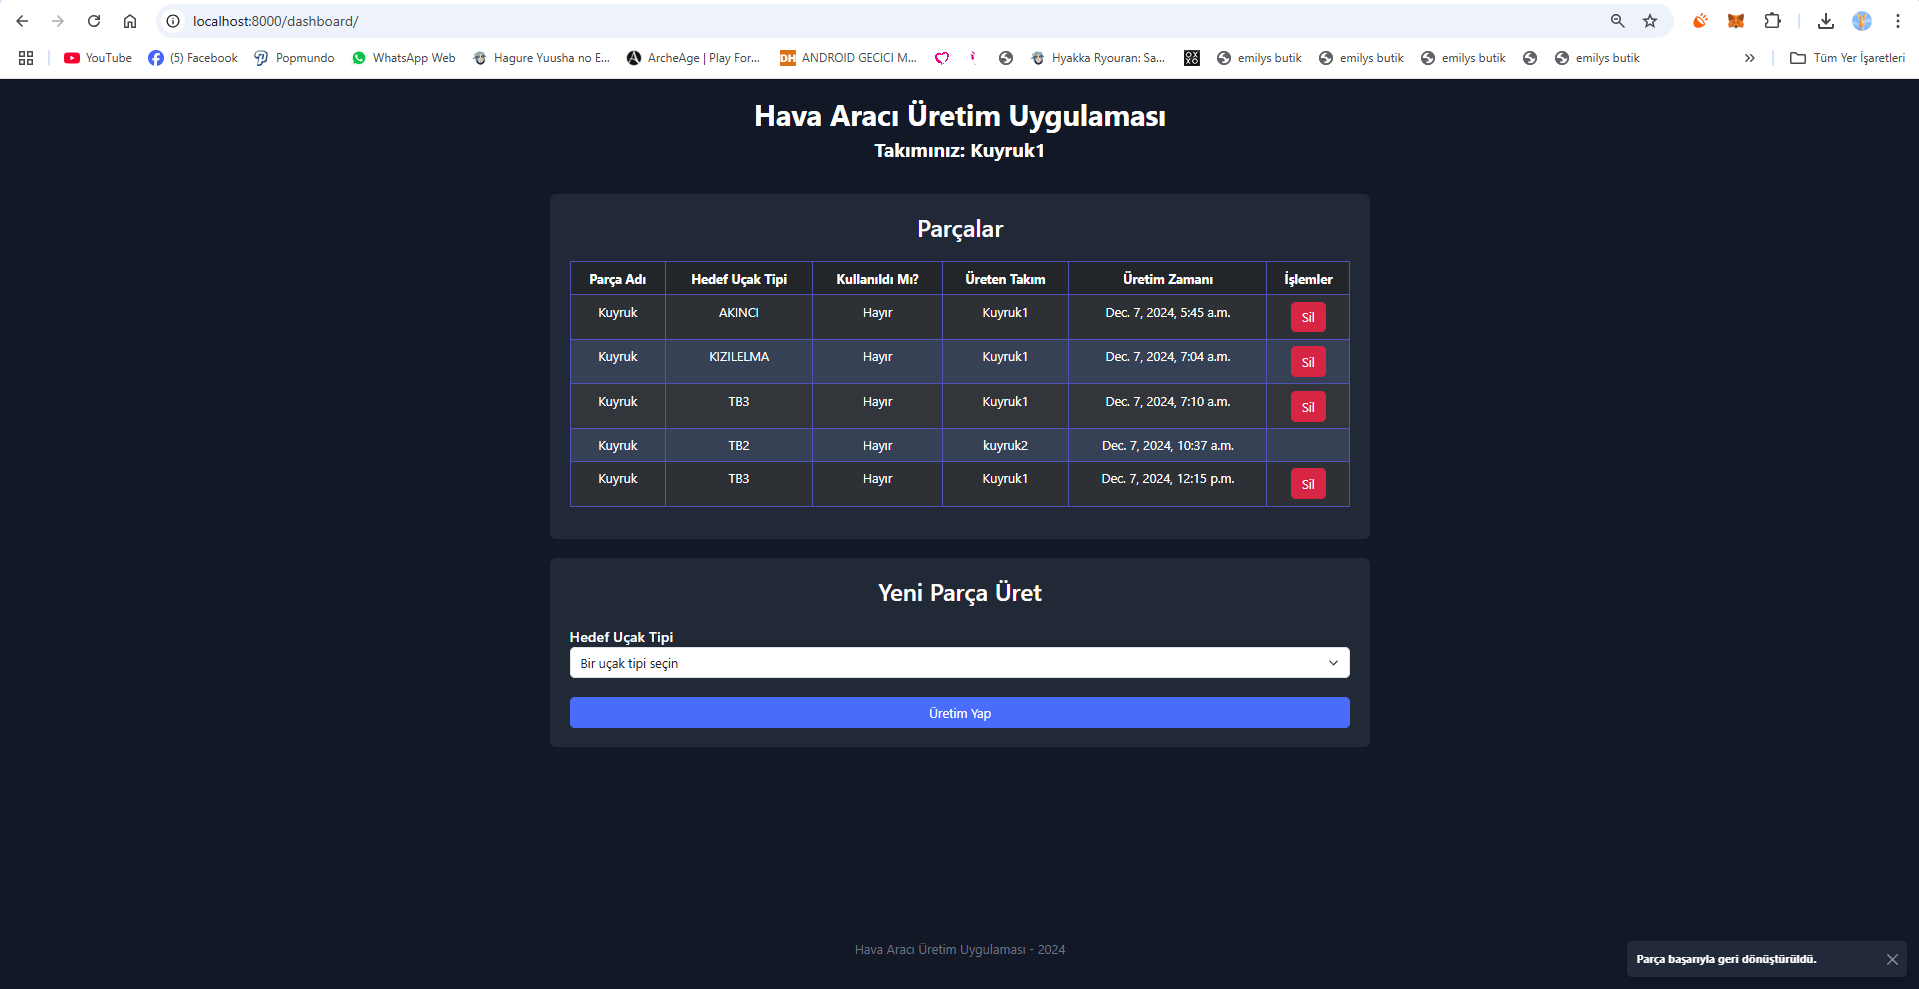 localhost:8000/dashboard/
YouTube (5) Facebook Popmundo WhatsApp Web Hagure Yuusha no E... ArcheAge | Play For... DH ANDROID GECICI M... OXXO Hyakka Ryouran: Sa... emilys butik emilys butik emilys butik emilys butik » Tüm Yer İşaretleri
Hava Aracı Üretim Uygulaması
Takımınız: Kuyruk1
Parçalar
Parça Adı Hedef Uçak Tipi Kullanıldı Mı? Üreten Takım Üretim Zamanı İşlemler
Kuyruk AKINCI Hayır Kuyruk1 Dec. 7, 2024, 5:45 a.m. Sil
Kuyruk KIZILELMA Hayır Kuyruk1 Dec. 7, 2024, 7:04 a.m. Sil
Kuyruk TB3 Hayır Kuyruk1 Dec. 7, 2024, 7:10 a.m. Sil
Kuyruk TB2 Hayır kuyruk2 Dec. 7, 2024, 10:37 a.m.
Kuyruk TB3 Hayır Kuyruk1 Dec. 7, 2024, 12:15 p.m. Sil
Yeni Parça Üret
Hedef Uçak Tipi
Bir uçak tipi seçin
Üretim Yap
Hava Aracı Üretim Uygulaması - 2024
Parça başarıyla geri dönüştürüldü.